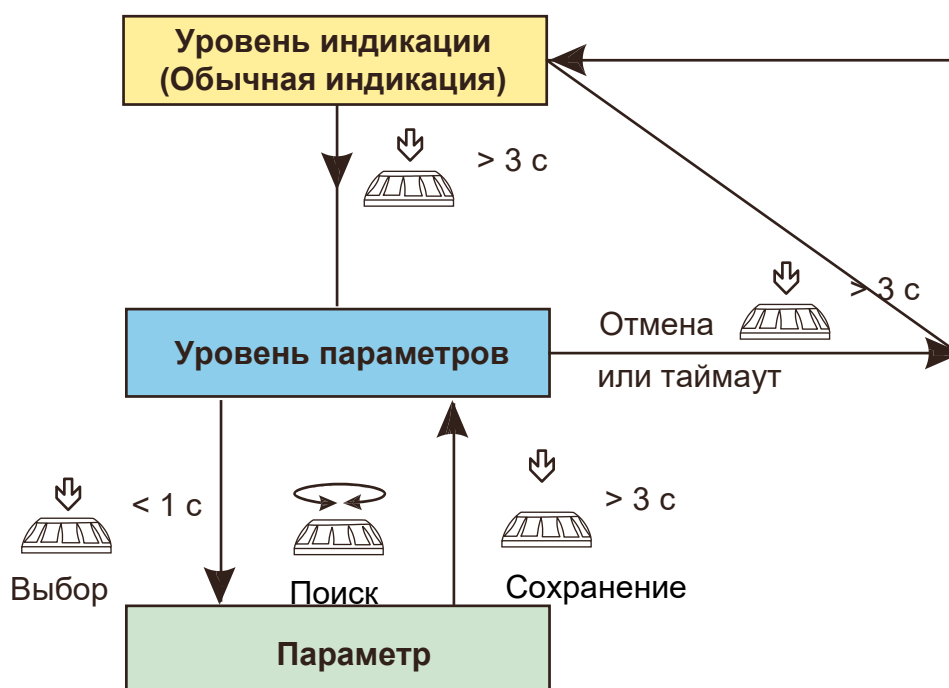 Уровень индикации
(Обычная индикация)
> 3 с
> 3 с
Отмена
Уровень параметров
или таймаут
< 1 с
> 3 с
Выбор
Поиск
Сохранение
Параметр